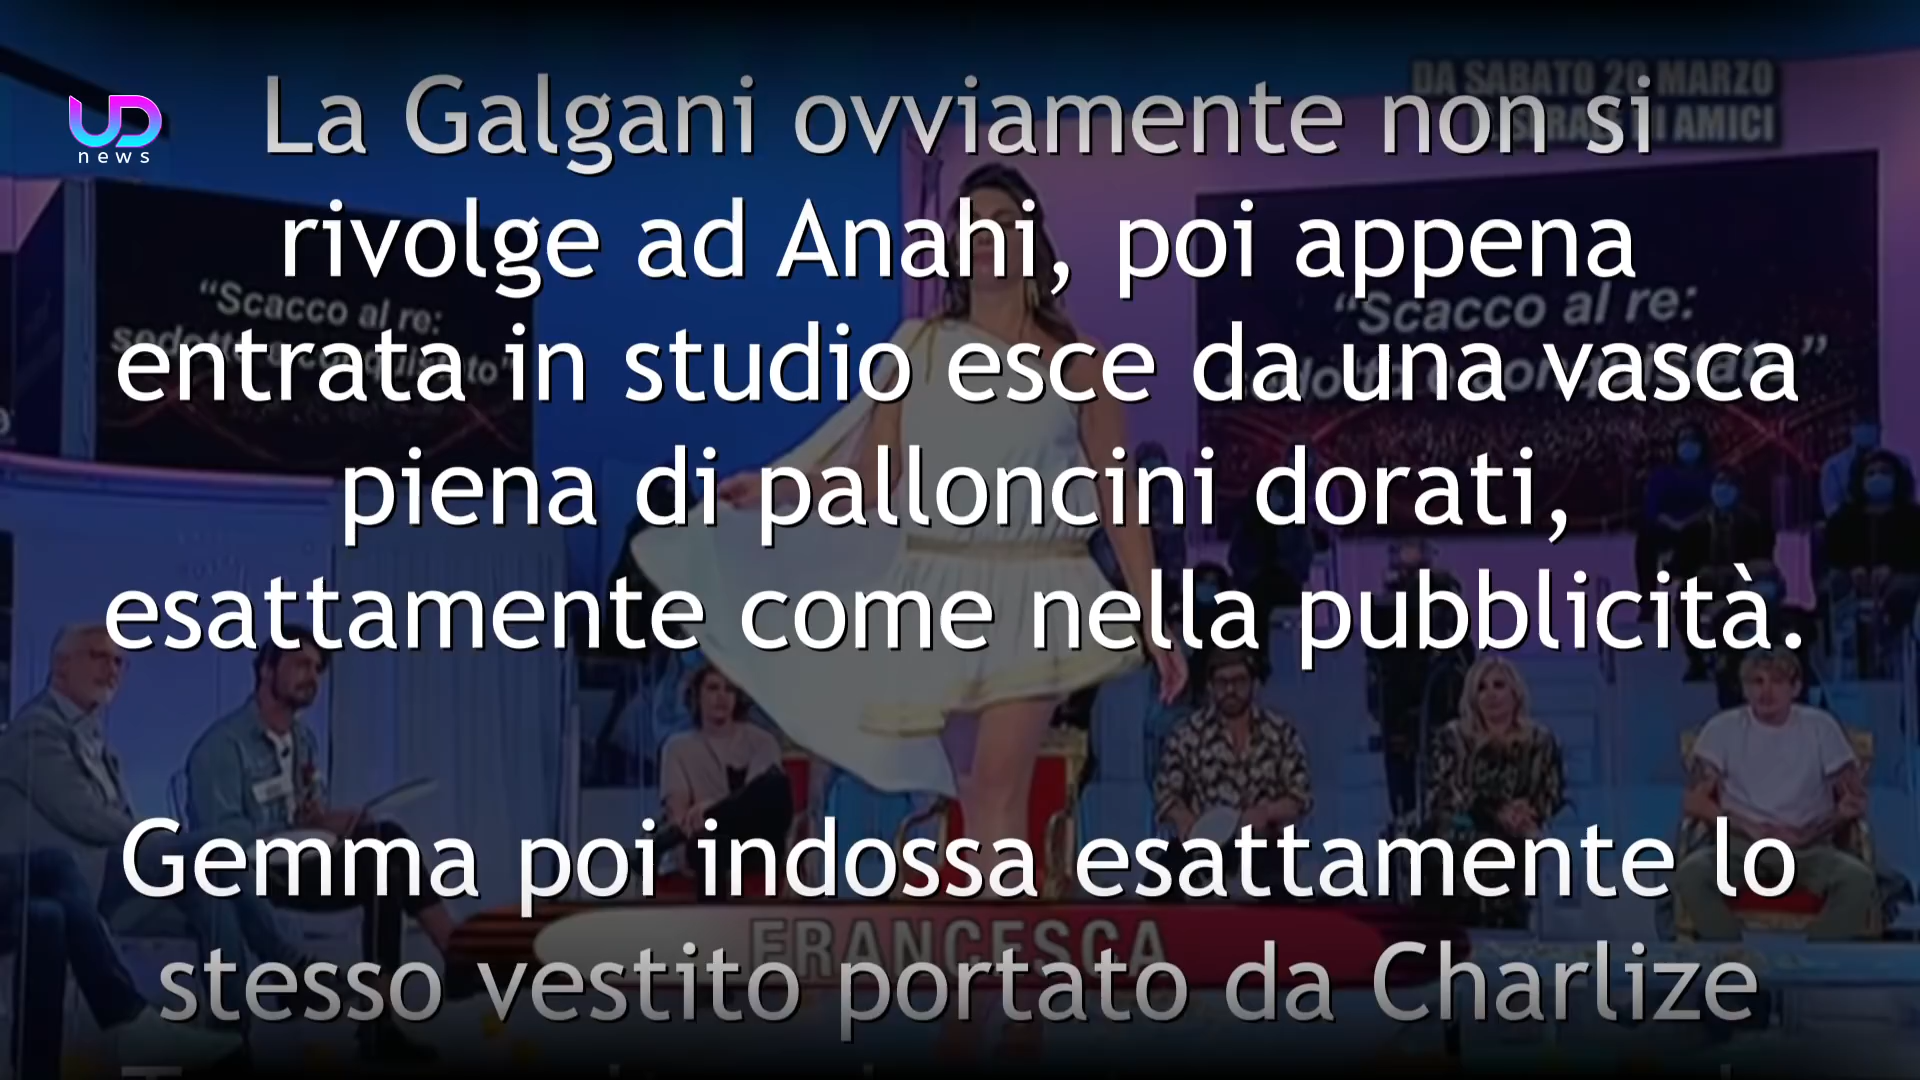 UD
news
DA SABATO 20 MARZO
AMICI
La Galgani ovviamente non si
rivolge ad Anahi, poi appena
entrata in studio esce da una vasca
piena di palloncini dorati,
esattamente come nella pubblicità.
Gemma poi indossa esattamente lo
stesso vestito portato da Charlize
“Scacco al re:
“Scacco al re:
FRANCESCA